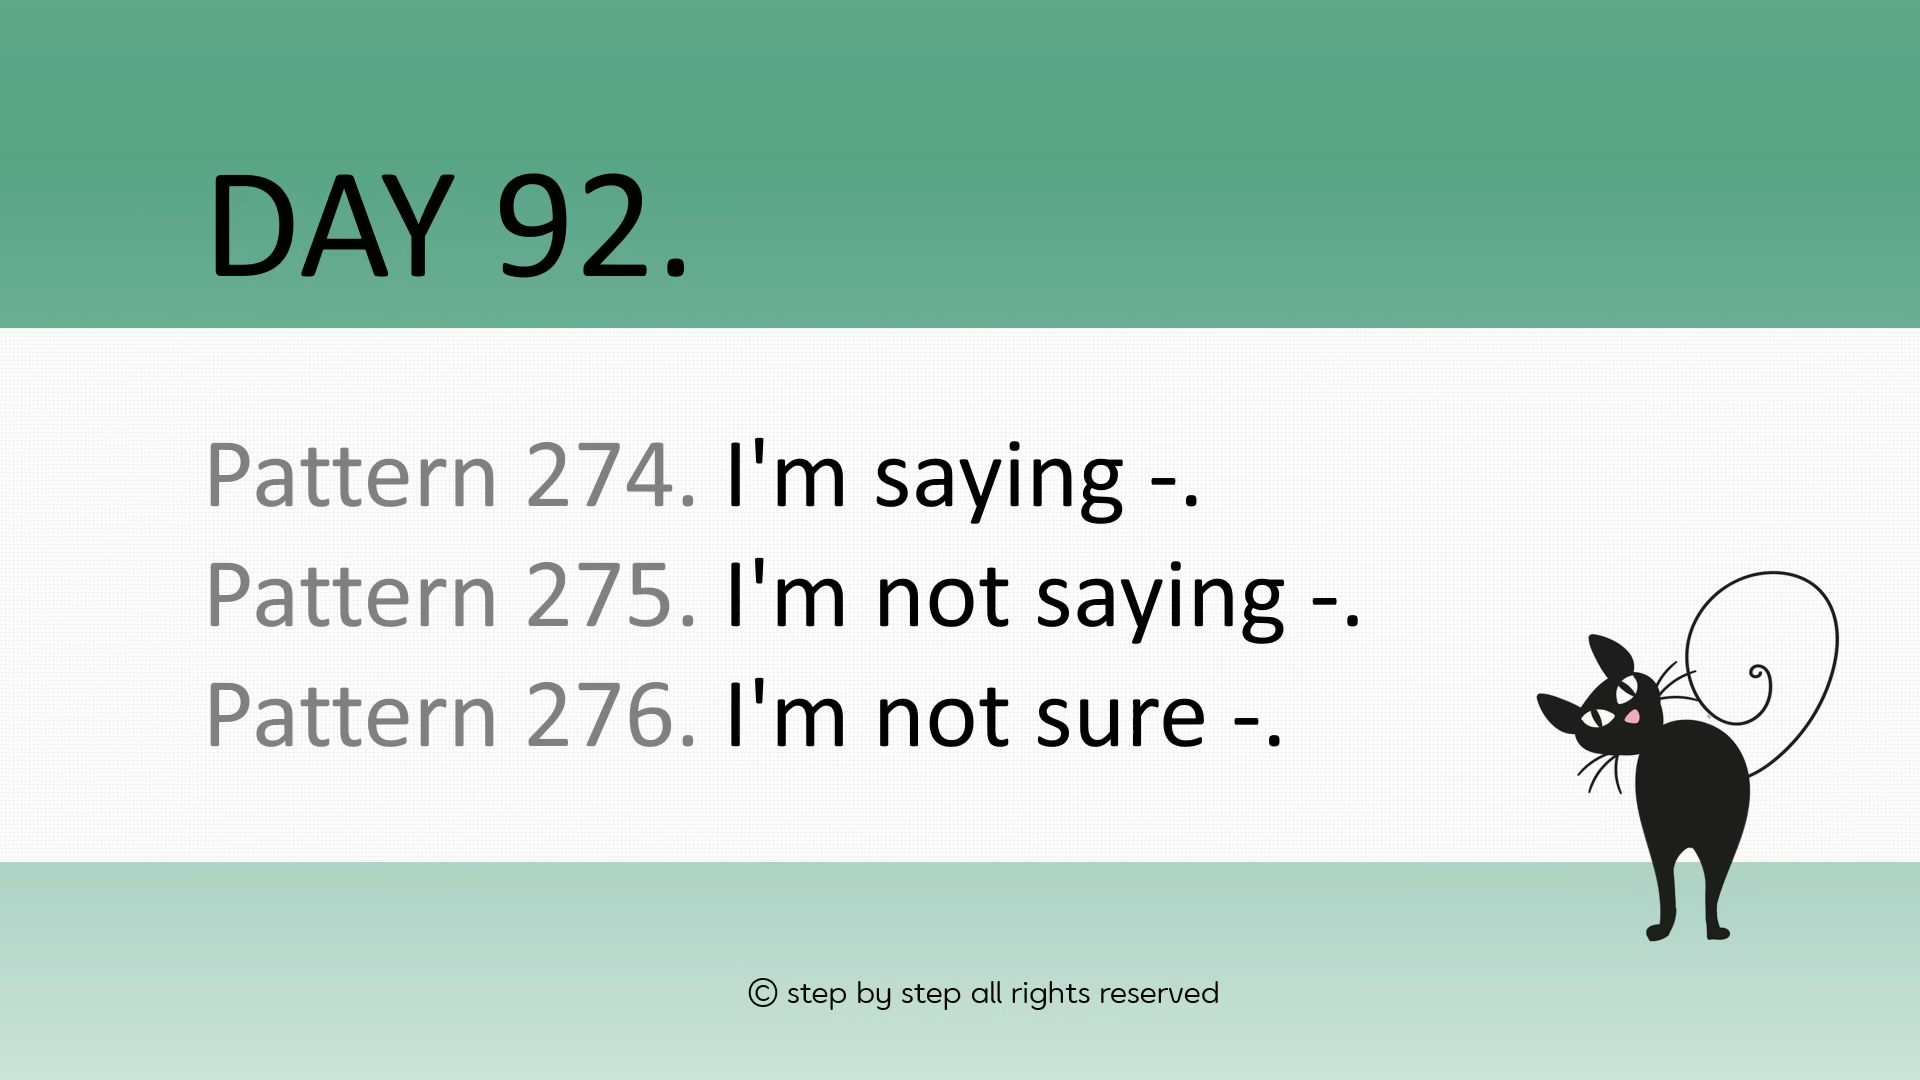 DAY 92.
Pattern 274. I'm saying -.
Pattern 275. I'm not saying -.
Pattern 276. I'm not sure -.
© step by step all rights reserved